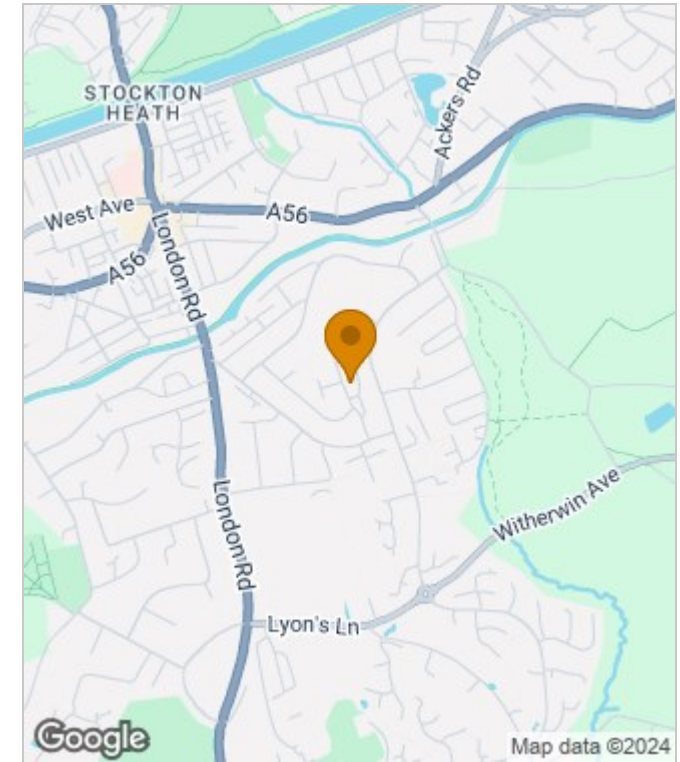 STOCKTON
HEATH
Ackers Rd
West Ave
A56
London Rd
A56
London Rd
Witherwin Ave
Lyon's Ln
Google
Map data ©2024